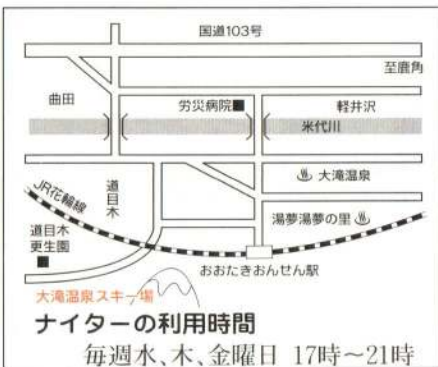 国道103号
至鹿角
曲田
労災病院
軽井沢
米代川
大滝温泉
JR花輪線
道目木
湯夢湯夢の里
道目木
更生園
おおたきおんせん駅
大滝温泉スキー場
ナイターの利用時間
毎週水、木、金曜日 17時～21時